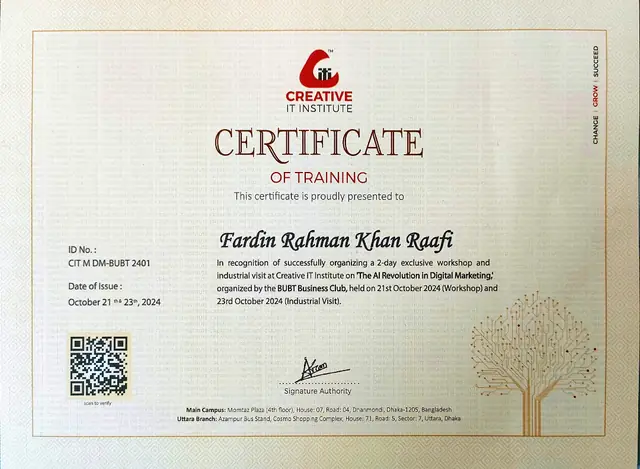 TM
iti
CREATIVE
IT INSTITUTE
CHANGE | GROW | SUCCEED
CERTIFICATE
OF TRAINING
This certificate is proudly presented to
Fardin Rahman Khan Raafi
ID No. :
CIT M DM-BUBT 2401
Date of Issue :
October 21 & 23, 2024
In recognition of successfully organizing a 2-day exclusive workshop and
industrial visit at Creative IT Institute on 'The AI Revolution in Digital Marketing,'
organized by the BUBT Business Club, held on 21st October 2024 (Workshop) and
23rd October 2024 (Industrial Visit).
scan to verify
Signature Authority
Main Campus: Momtaz Plaza (4th floor), House: 07, Road: 04, Dhanmondi, Dhaka-1205, Bangladesh
Uttara Branch: Azampur Bus Stand, Cosmo Shopping Complex, House: 71, Road: 5, Sector: 7, Uttara, Dhaka